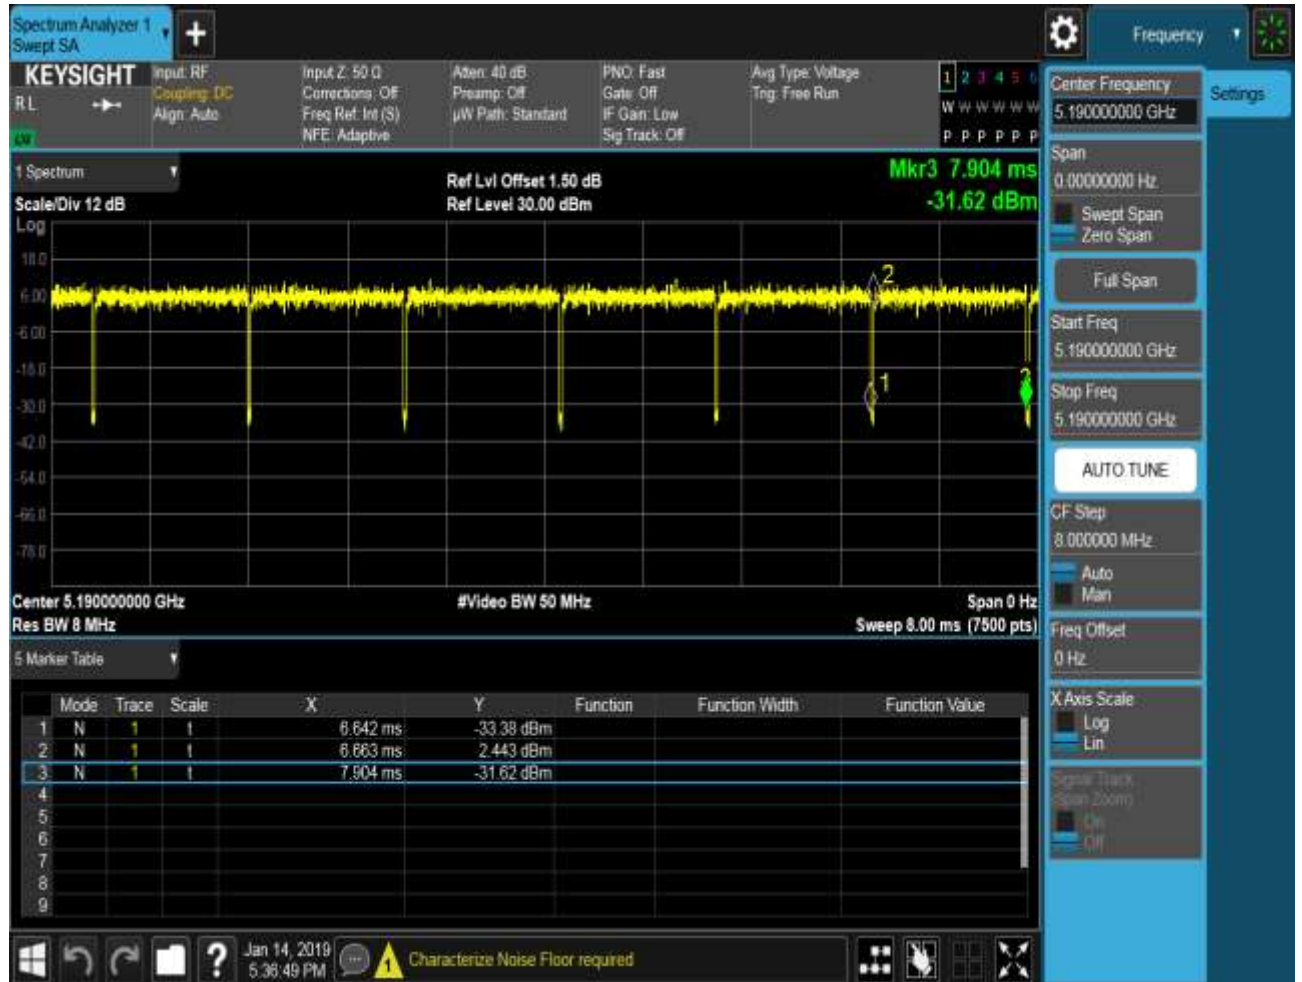 Spectrum Analyzer 1
Swept SA
+
Frequency
KEYSIGHT
RL
Input: RF
Coupling: DC
Align: Auto
Input Z: 50 Ω
Corrections: Off
Freq Ref: Int (S)
NFE: Adaptive
Atten: 40 dB
Preamp: Off
µW Path: Standard
PNO: Fast
Gate: Off
IF Gain: Low
Sig Track: Off
Avg Type: Voltage
Trig: Free Run
1 2 3 4 5 6
W W W W W W
P P P P P P
1 Spectrum
Scale/Div 12 dB
Ref Lvl Offset 1.50 dB
Ref Level 30.00 dBm
Mkr3 7.904 ms
-31.62 dBm
Log
18.0
6.00
-6.00
-18.0
-30.0
-42.0
-54.0
-66.0
-78.0
2
1
Center 5.190000000 GHz
#Video BW 50 MHz
Span 0 Hz
Res BW 8 MHz
Sweep 8.00 ms (7500 pts)
5 Marker Table
Mode Trace Scale X Y Function Function Width Function Value
1 N 1 t 6.642 ms -33.38 dBm
2 N 1 t 6.663 ms 2.443 dBm
3 N 1 t 7.904 ms -31.62 dBm
4
5
6
7
8
9
Jan 14, 2019
5:36:49 PM
Characterize Noise Floor required
Settings
Center Frequency
5.190000000 GHz
Span
0.00000000 Hz
Swept Span
Zero Span
Full Span
Start Freq
5.190000000 GHz
Stop Freq
5.190000000 GHz
AUTO TUNE
CF Step
8.000000 MHz
Auto
Man
Freq Offset
0 Hz
X Axis Scale
Log
Lin
Signal Track
(Span Zoom)
On
Off